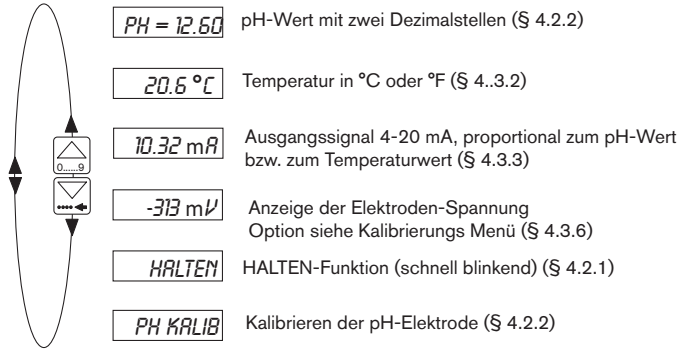 PH = 12.60 pH-Wert mit zwei Dezimalstellen (§ 4.2.2)
20.6 °C Temperatur in °C oder °F (§ 4..3.2)
10.32 mA Ausgangssignal 4-20 mA, proportional zum pH-Wert
bzw. zum Temperaturwert (§ 4.3.3)
0......9
-313 mV Anzeige der Elektroden-Spannung
Option siehe Kalibrierungs Menü (§ 4.3.6)
HALTEN HALTEN-Funktion (schnell blinkend) (§ 4.2.1)
PH KALIB Kalibrieren der pH-Elektrode (§ 4.2.2)